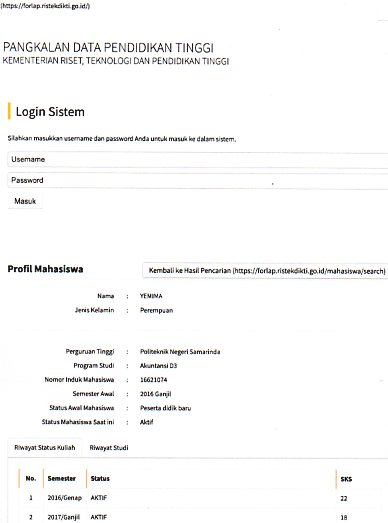 (https://forlap.ristekdikti.go.id/)
PANGKALAN DATA PENDIDIKAN TINGGI
KEMENTERIAN RISET, TEKNOLOGI DAN PENDIDIKAN TINGGI
Login Sistem
Silahkan masukkan username dan password Anda untuk masuk ke dalam sistem.
Username
Password
Masuk
Profil Mahasiswa
Kembali ke Hasil Pencarian (https://forlap.ristekdikti.go.id/mahasiswa/search)
Nama : YEMIMA
Jenis Kelamin : Perempuan
Perguruan Tinggi : Politeknik Negeri Samarinda
Program Studi : Akuntansi D3
Nomor Induk Mahasiswa : 16621074
Semester Awal : 2016 Ganjil
Status Awal Mahasiswa : Peserta didik baru
Status Mahasiswa Saat ini : Aktif
Riwayat Status Kuliah Riwayat Studi
No. Semester Status SKS
1 2016/Genap AKTIF 22
2 2017/Ganjil AKTIF 18